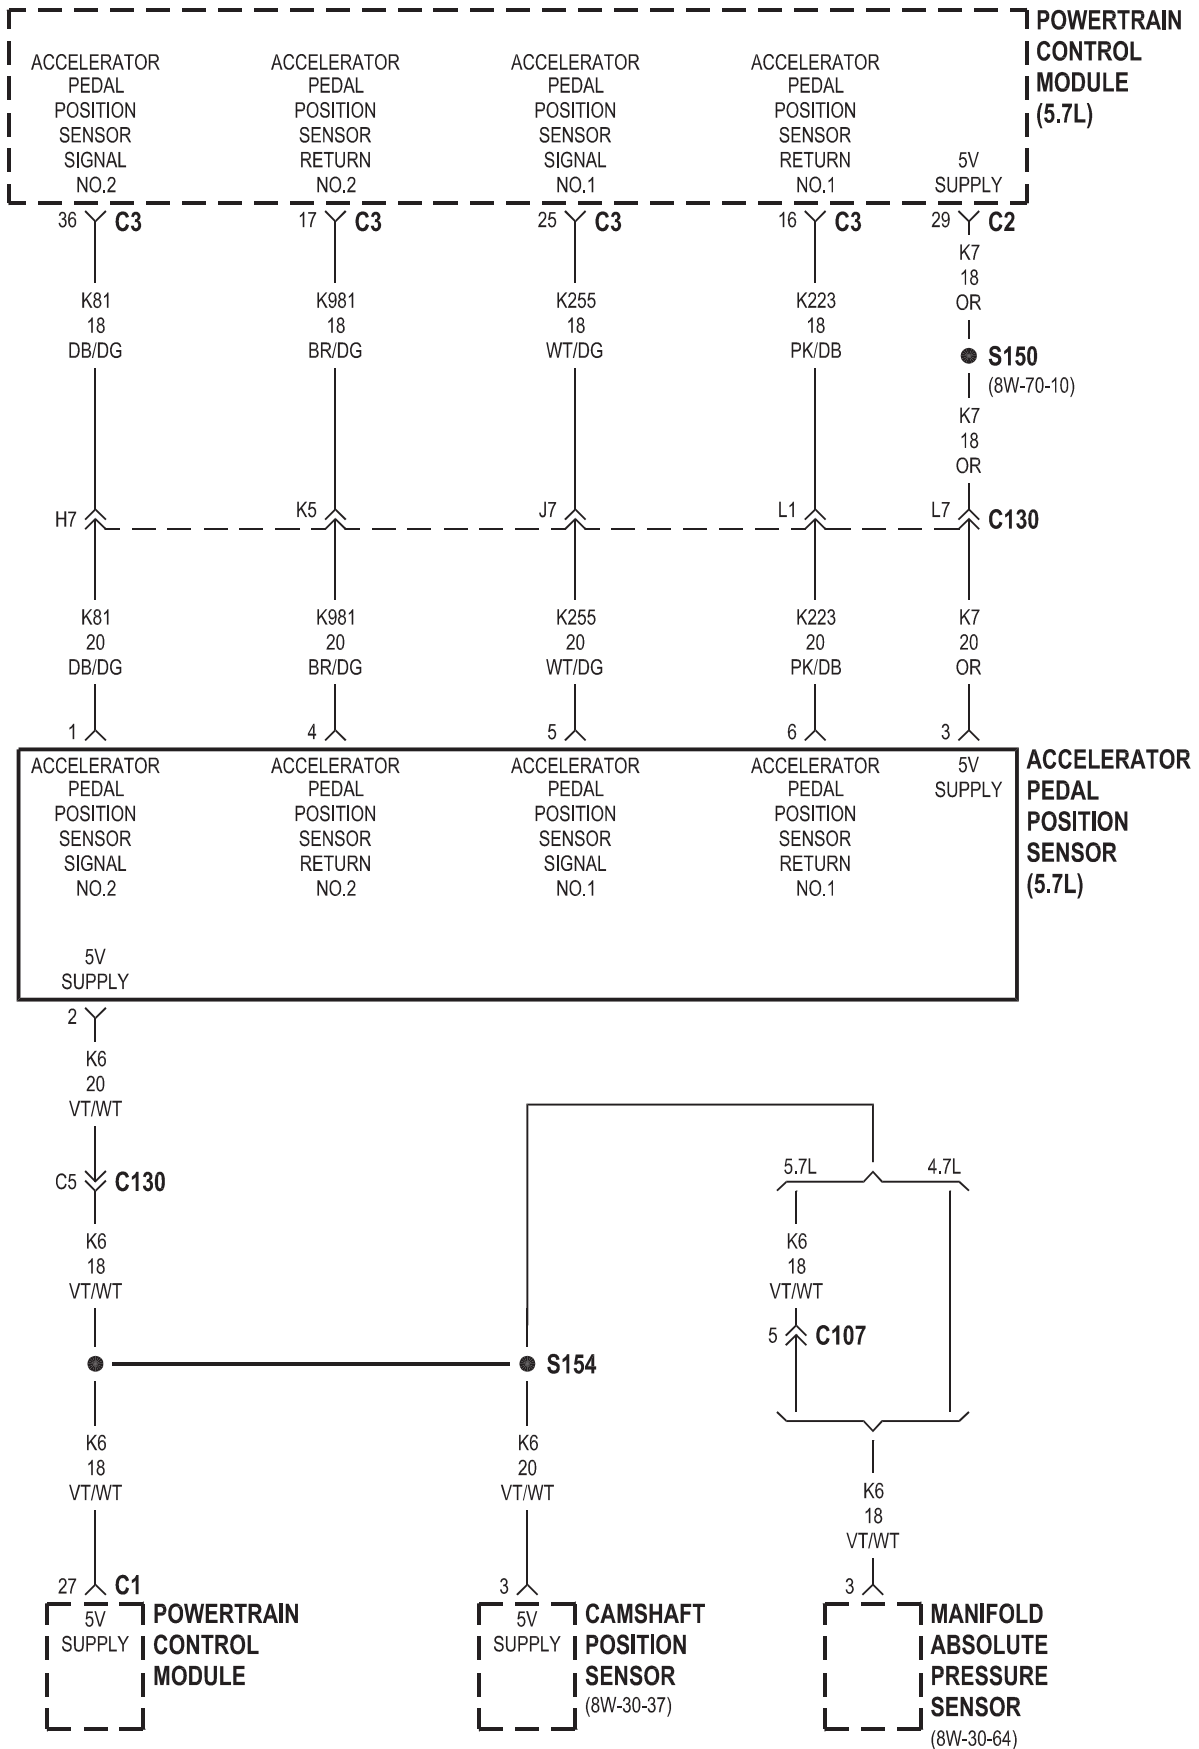 POWERTRAIN
CONTROL
MODULE
(5.7L)
ACCELERATOR
PEDAL
POSITION
SENSOR
SIGNAL
NO.2
ACCELERATOR
PEDAL
POSITION
SENSOR
RETURN
NO.2
ACCELERATOR
PEDAL
POSITION
SENSOR
SIGNAL
NO.1
ACCELERATOR
PEDAL
POSITION
SENSOR
RETURN
NO.1
5V
SUPPLY
36 C3
17 C3
25 C3
16 C3
29 C2
K81
18
DB/DG
K981
18
BR/DG
K255
18
WT/DG
K223
18
PK/DB
K7
18
OR
S150
(8W-70-10)
K7
18
OR
H7
K5
J7
L1
L7 C130
K81
20
DB/DG
K981
20
BR/DG
K255
20
WT/DG
K223
20
PK/DB
K7
20
OR
1
4
5
6
3
ACCELERATOR
PEDAL
POSITION
SENSOR
SIGNAL
NO.2
ACCELERATOR
PEDAL
POSITION
SENSOR
RETURN
NO.2
ACCELERATOR
PEDAL
POSITION
SENSOR
SIGNAL
NO.1
ACCELERATOR
PEDAL
POSITION
SENSOR
RETURN
NO.1
5V
SUPPLY
ACCELERATOR
PEDAL
POSITION
SENSOR
(5.7L)
5V
SUPPLY
2
K6
20
VT/WT
C5 C130
K6
18
VT/WT
5.7L
4.7L
K6
18
VT/WT
5 C107
S154
K6
18
VT/WT
K6
20
VT/WT
K6
18
VT/WT
27 C1
3
3
5V
SUPPLY
POWERTRAIN
CONTROL
MODULE
5V
SUPPLY
CAMSHAFT
POSITION
SENSOR
(8W-30-37)
MANIFOLD
ABSOLUTE
PRESSURE
SENSOR
(8W-30-64)